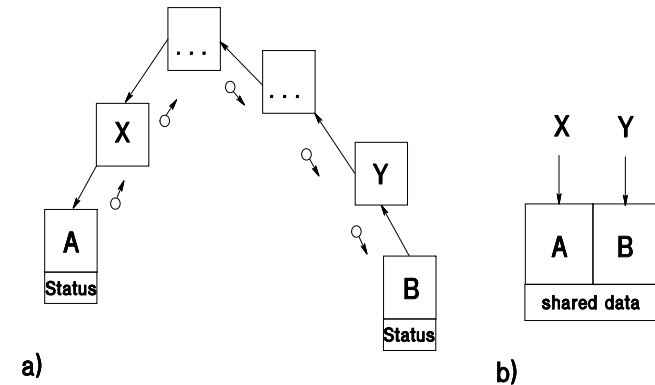 ...
...
X
X Y
Y
A
A B
Status
B
shared data
Status
a)
b)